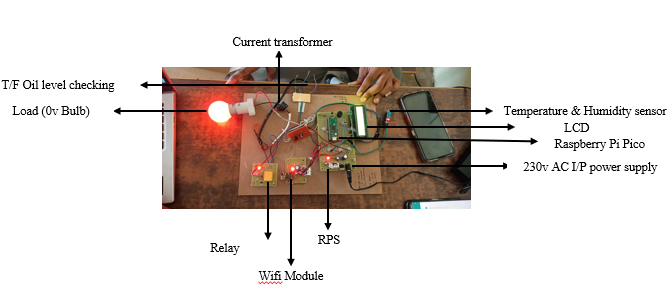 Current transformer
T/F Oil level checking
Load (0v Bulb)
Temperature & Humidity sensor
LCD
Raspberry Pi Pico
230v AC I/P power supply
RPS
Relay
Wifi Module